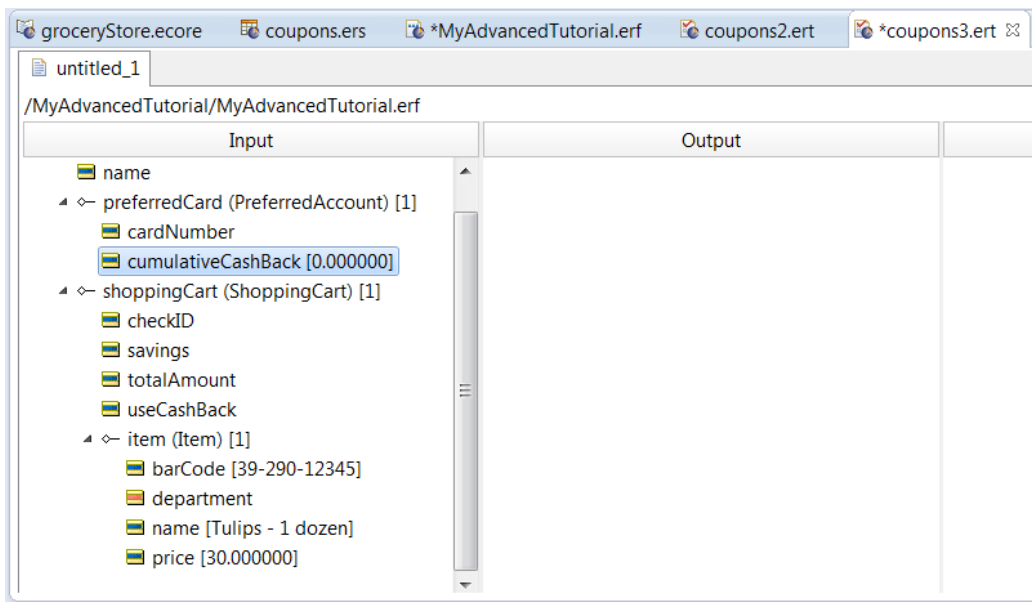 groceryStore.ecore coupons.ers *MyAdvancedTutorial.erf coupons2.ert *coupons3.ert
untitled_1
/MyAdvancedTutorial/MyAdvancedTutorial.erf
Input Output
name
preferredCard (PreferredAccount) [1]
cardNumber
cumulativeCashBack [0.000000]
shoppingCart (ShoppingCart) [1]
checkID
savings
totalAmount
useCashBack
item (Item) [1]
barCode [39-290-12345]
department
name [Tulips - 1 dozen]
price [30.000000]